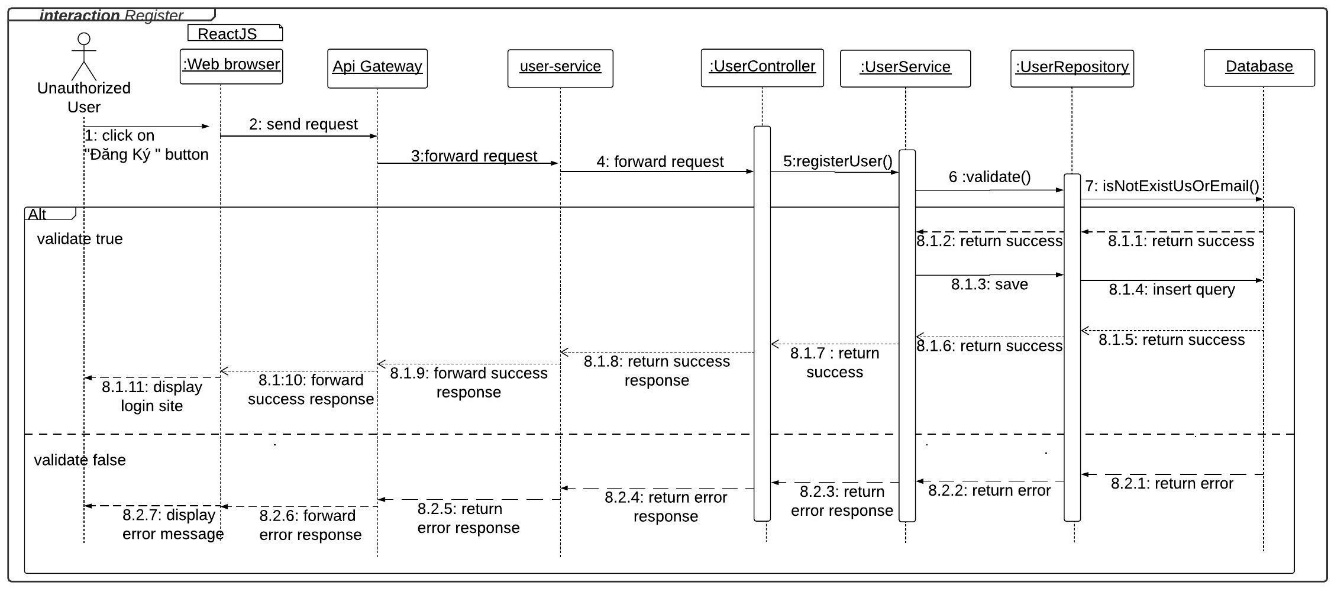 interaction Register
ReactJS
:Web browser
Api Gateway
user-service
:UserController
:UserService
:UserRepository
Database
Unauthorized
User
1: click on
"Đăng Ký " button
2: send request
3:forward request
4: forward request
5:registerUser()
6 :validate()
7: isNotExistUsOrEmail()
Alt
validate true
8.1.2: return success
8.1.1: return success
8.1.3: save
8.1.4: insert query
8.1.5: return success
8.1.6: return success
8.1.7 : return
success
8.1.8: return success
response
8.1.9: forward success
response
8.1:10: forward
success response
8.1.11: display
login site
validate false
8.2.1: return error
8.2.2: return error
8.2.3: return
error response
8.2.4: return error
response
8.2.5: return
error response
8.2.6: forward
error response
8.2.7: display
error message